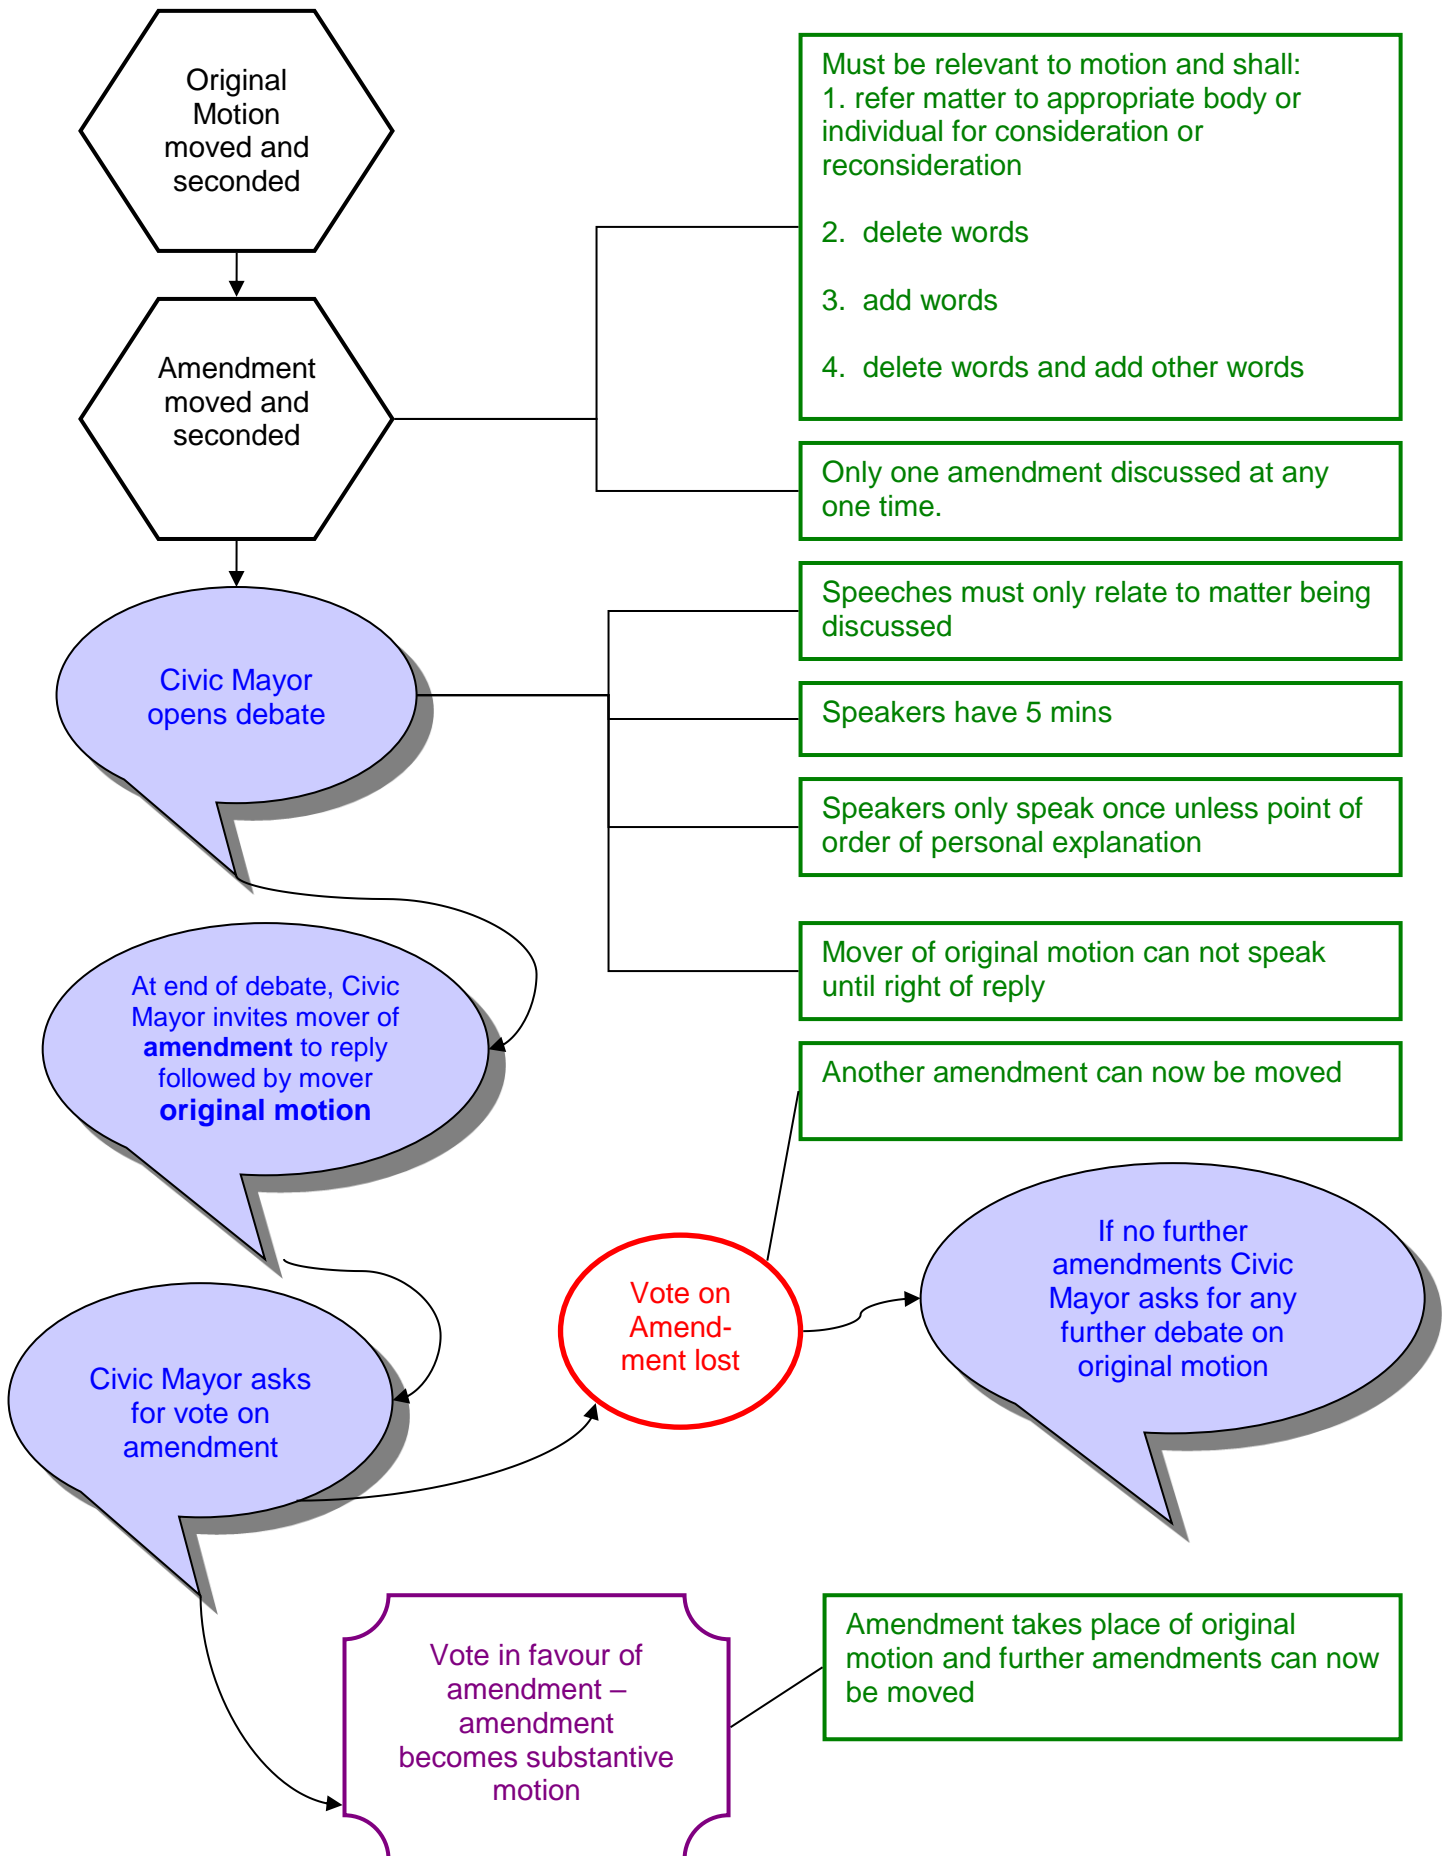 Original
Motion
moved and
seconded
Must be relevant to motion and shall:
1. refer matter to appropriate body or
individual for consideration or
reconsideration
2. delete words
3. add words
4. delete words and add other words
Amendment
moved and
seconded
Only one amendment discussed at any
one time.
Civic Mayor
opens debate
Speeches must only relate to matter being
discussed
Speakers have 5 mins
Speakers only speak once unless point of
order of personal explanation
Mover of original motion can not speak
until right of reply
At end of debate, Civic
Mayor invites mover of
amendment to reply
followed by mover
original motion
Another amendment can now be moved
Civic Mayor asks
for vote on
amendment
Vote on
Amend-
ment lost
If no further
amendments Civic
Mayor asks for any
further debate on
original motion
Vote in favour of
amendment –
amendment
becomes substantive
motion
Amendment takes place of original
motion and further amendments can now
be moved